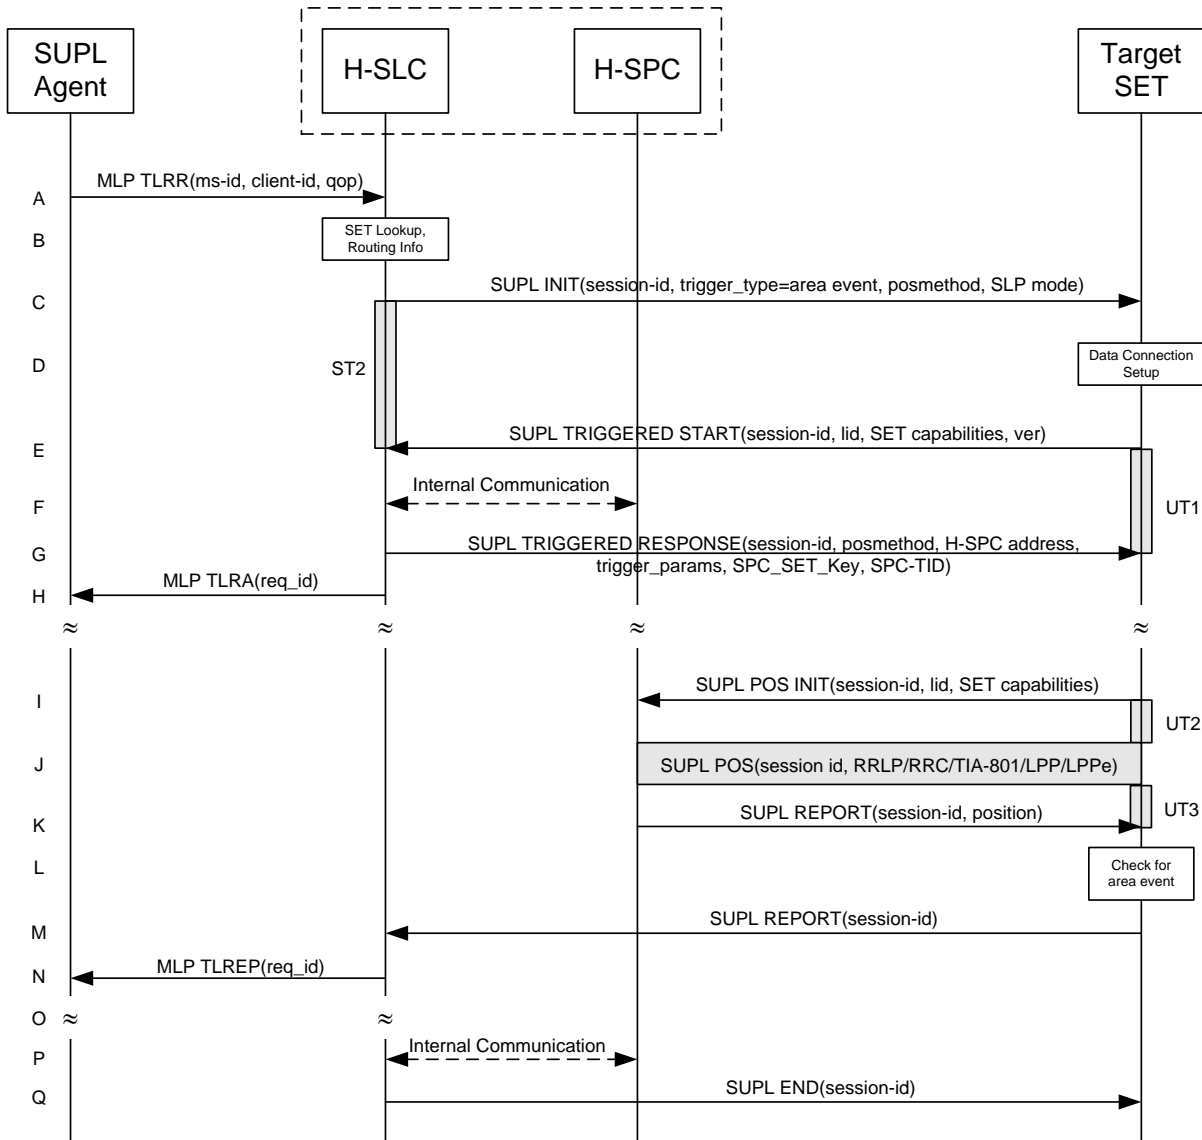 SUPL
Agent
H-SLC
H-SPC
Target
SET
A
MLP TLRR(ms-id, client-id, qop)
B
SET Lookup,
Routing Info
C
SUPL INIT(session-id, trigger_type=area event, posmethod, SLP mode)
D
ST2
Data Connection
Setup
E
SUPL TRIGGERED START(session-id, lid, SET capabilities, ver)
F
Internal Communication
UT1
G
SUPL TRIGGERED RESPONSE(session-id, posmethod, H-SPC address,
trigger_params, SPC_SET_Key, SPC-TID)
H
MLP TLRA(req_id)
≈ ≈ ≈ ≈
I
SUPL POS INIT(session-id, lid, SET capabilities)
UT2
J
SUPL POS(session id, RRLP/RRC/TIA-801/LPP/LPPe)
K
SUPL REPORT(session-id, position)
UT3
L
Check for
area event
M
SUPL REPORT(session-id)
N
MLP TLREP(req_id)
O ≈ ≈
P
Internal Communication
Q
SUPL END(session-id)